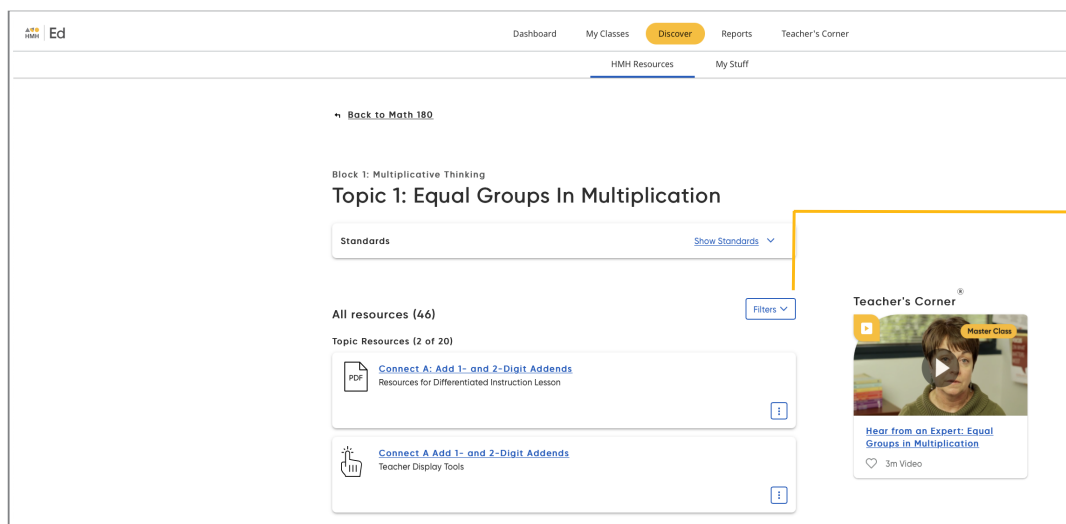 HMH Ed
Dashboard My Classes Discover Reports Teacher's Corner
HMH Resources My Stuff
Back to Math 180
Block 1: Multiplicative Thinking
Topic 1: Equal Groups In Multiplication
Standards Show Standards
All resources (46) Filters
Topic Resources (2 of 20)
PDF
Connect A: Add 1- and 2-Digit Addends
Resources for Differentiated Instruction Lesson
Connect A Add 1- and 2-Digit Addends
Teacher Display Tools
Teacher's Corner®
Master Class
Hear from an Expert: Equal
Groups in Multiplication
3m Video